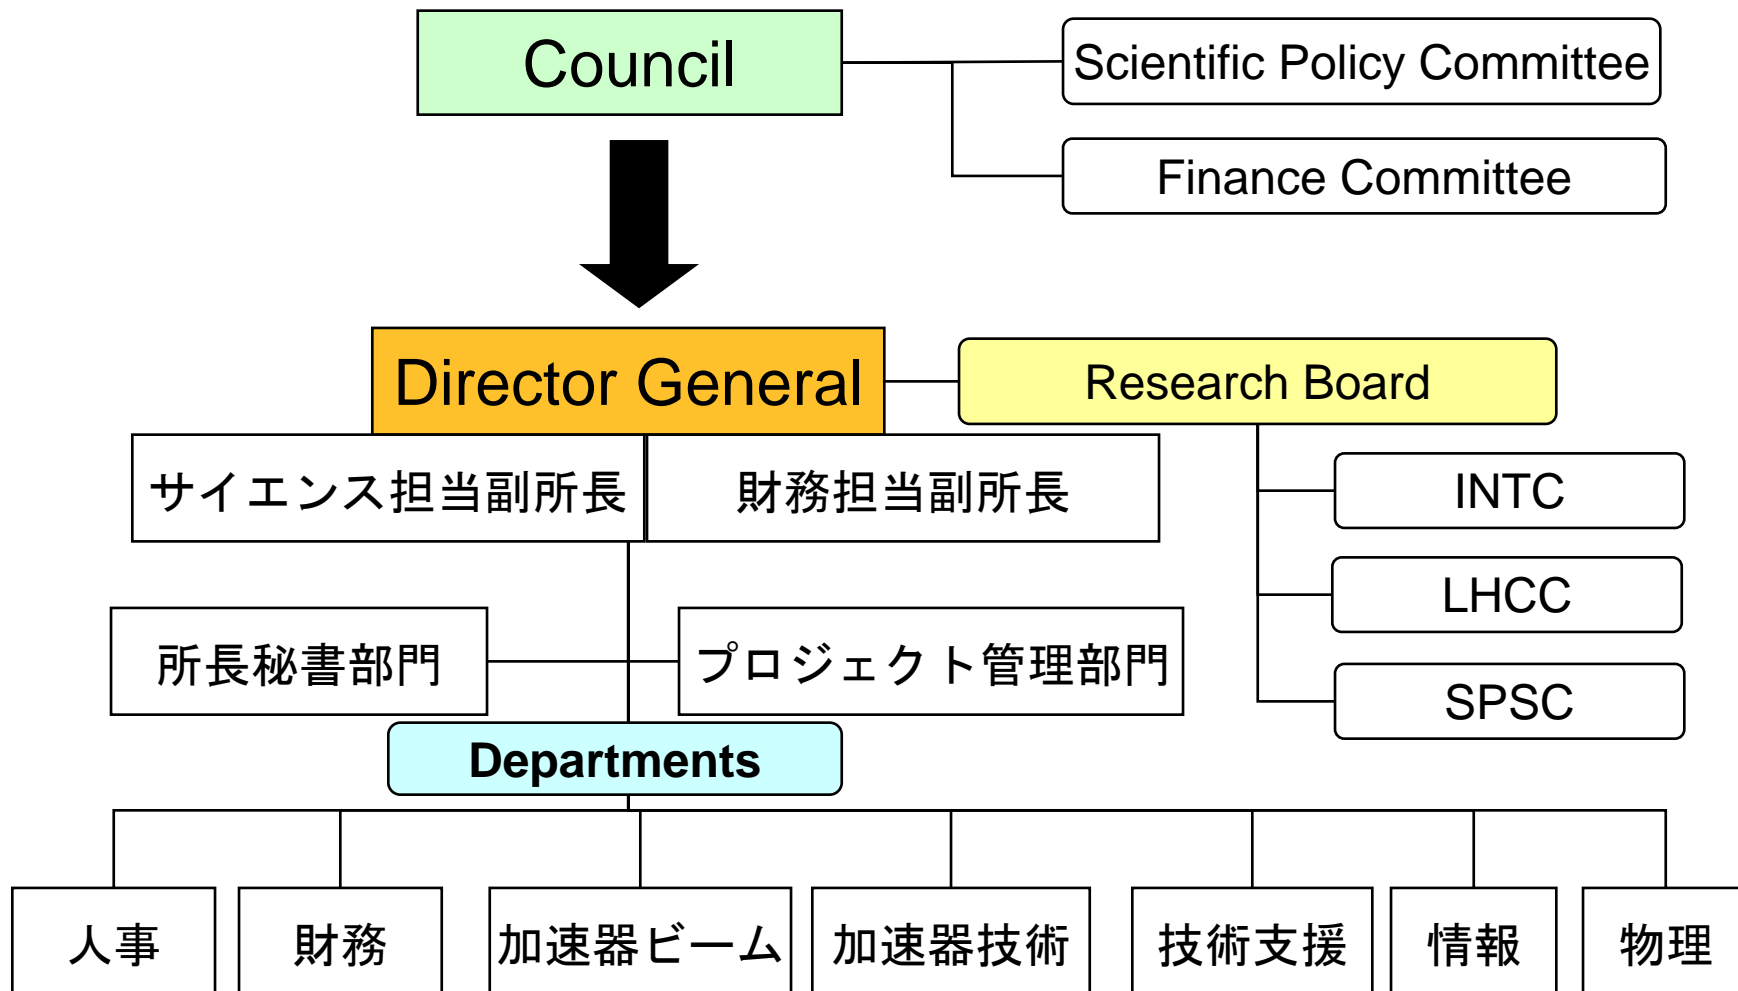 Council
Scientific Policy Committee
Finance Committee
Director General
Research Board
サイエンス担当副所長
財務担当副所長
INTC
LHCC
SPSC
所長秘書部門
プロジェクト管理部門
Departments
人事
財務
加速器ビーム
加速器技術
技術支援
情報
物理